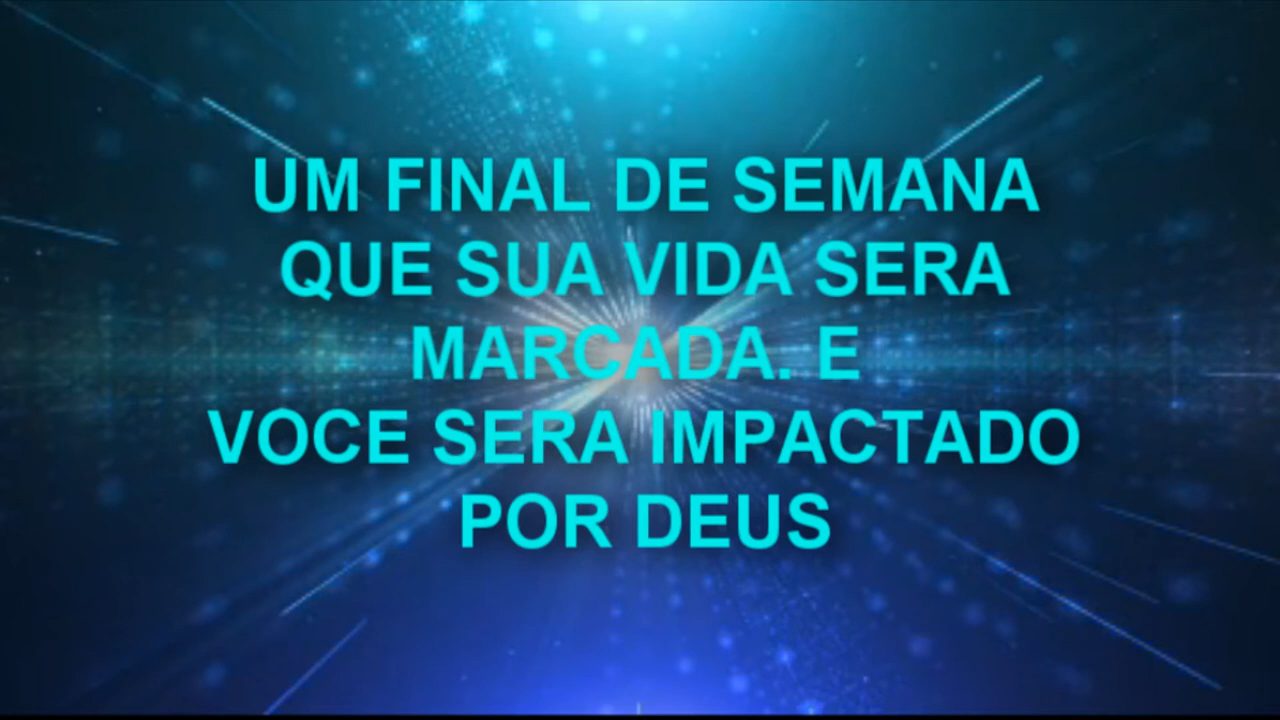 UM FINAL DE SEMANA
QUE SUA VIDA SERA
MARCADA. E
VOCE SERA IMPACTADO
POR DEUS